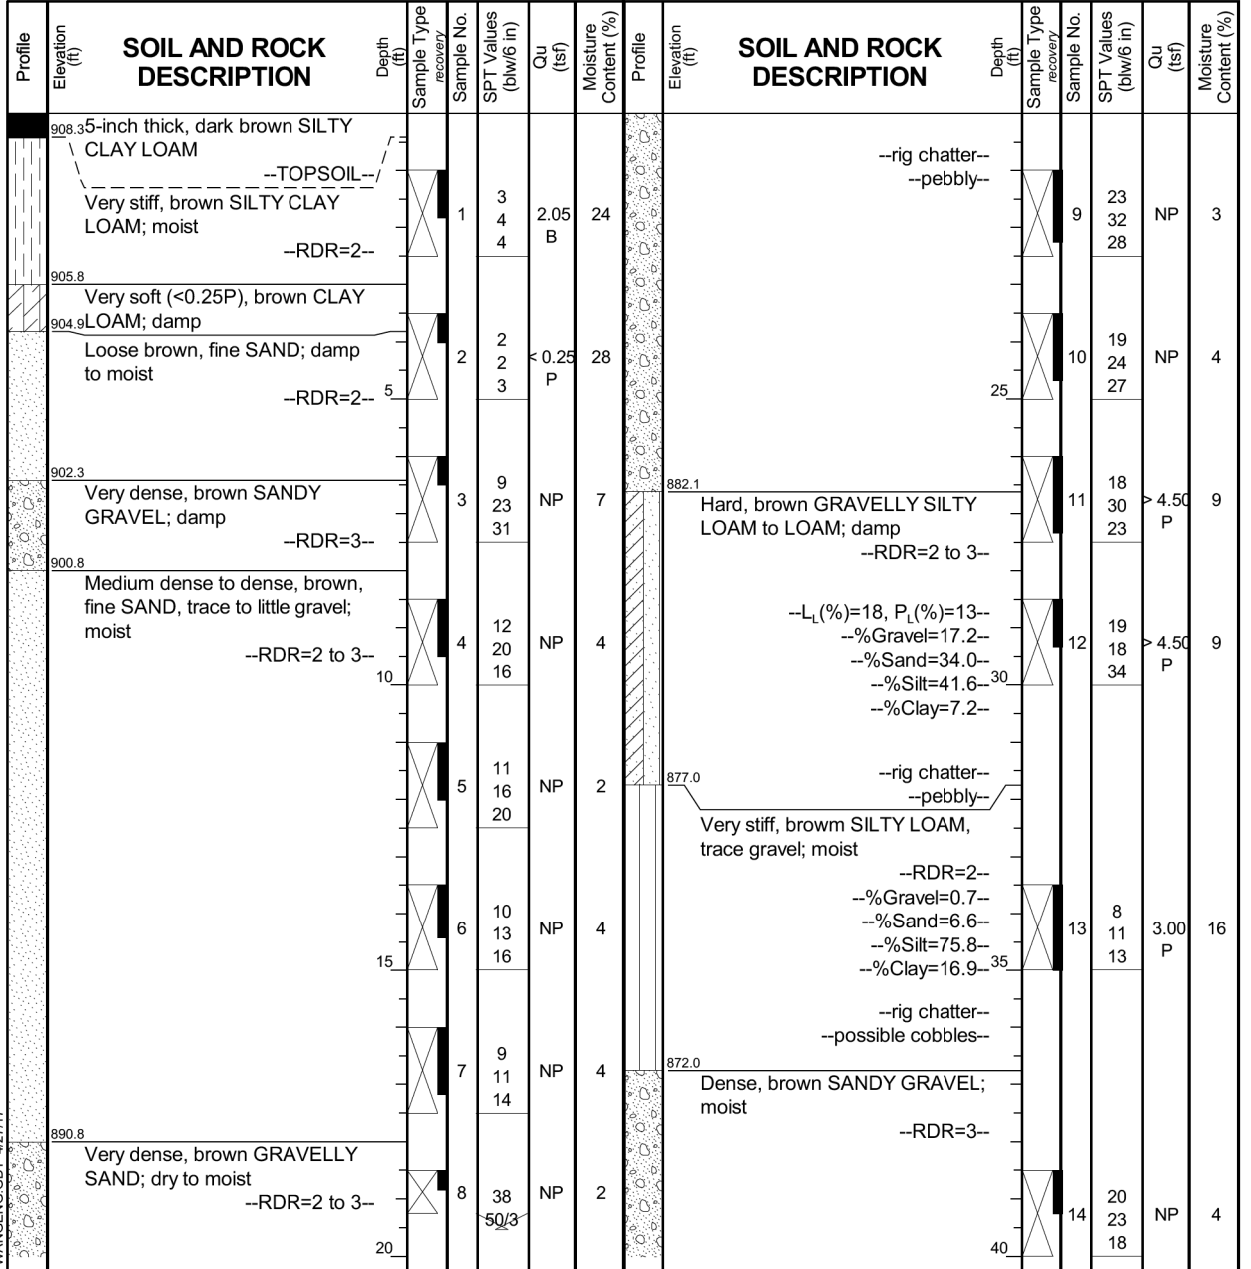 Profile
Elevation
(ft)
SOIL AND ROCK
DESCRIPTION
Depth
(ft)
Sample Type
recovery
Sample No.
SPT Values
(blw/6 in)
Qu
(tsf)
Moisture
Content (%)
908.3 5-inch thick, dark brown SILTY
CLAY LOAM
--TOPSOIL--
Very stiff, brown SILTY CLAY
LOAM; moist
--RDR=2--
1
3
4
4
2.05
B
24
905.8
Very soft (<0.25P), brown CLAY
904.9 LOAM; damp
Loose brown, fine SAND; damp
to moist
--RDR=2--
5
2
2
2
3
< 0.25
P
28
902.3
Very dense, brown SANDY
GRAVEL; damp
--RDR=3--
3
9
23
31
NP
7
900.8
Medium dense to dense, brown,
fine SAND, trace to little gravel;
moist
--RDR=2 to 3--
10
4
12
20
16
NP
4
5
11
16
20
NP
2
6
10
13
16
NP
4
15
7
9
11
14
NP
4
890.8
Very dense, brown GRAVELLY
SAND; dry to moist
--RDR=2 to 3--
8
38
50/3
NP
2
20
Profile
Elevation
(ft)
SOIL AND ROCK
DESCRIPTION
Depth
(ft)
Sample Type
recovery
Sample No.
SPT Values
(blw/6 in)
Qu
(tsf)
Moisture
Content (%)
--rig chatter--
--pebbly--
9
23
32
28
NP
3
10
19
24
27
NP
4
25
882.1
Hard, brown GRAVELLY SILTY
LOAM to LOAM; damp
--RDR=2 to 3--
11
18
30
23
> 4.50
P
9
--LL(%)=18, PL(%)=13--
--%Gravel=17.2--
--%Sand=34.0--
--%Silt=41.6--
--%Clay=7.2--
30
12
19
18
34
> 4.50
P
9
--rig chatter--
877.0
--pebbly--
Very stiff, browm SILTY LOAM,
trace gravel; moist
--RDR=2--
--%Gravel=0.7--
--%Sand=6.6--
--%Silt=75.8--
--%Clay=16.9--
35
13
8
11
13
3.00
P
16
--rig chatter--
--possible cobbles--
872.0
Dense, brown SANDY GRAVEL;
moist
--RDR=3--
14
20
23
18
NP
4
40